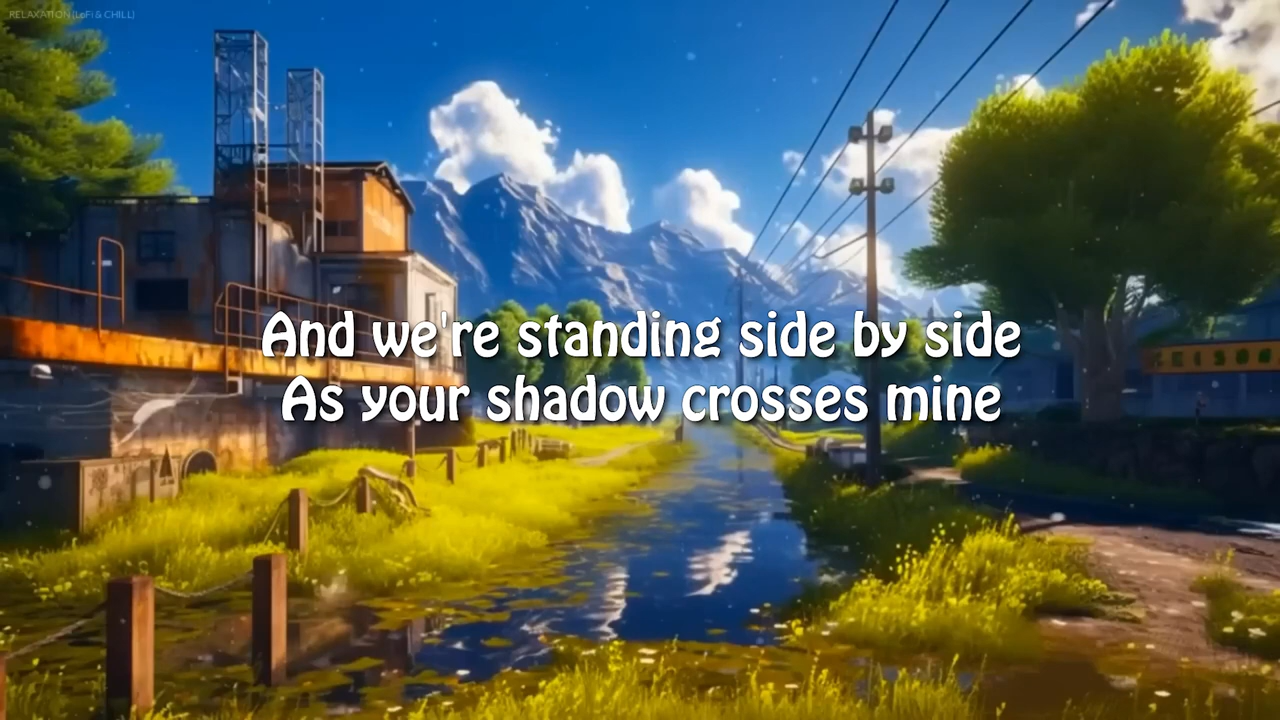 RELAXATION (LoFi & CHILL)
And we're standing side by side
As your shadow crosses mine